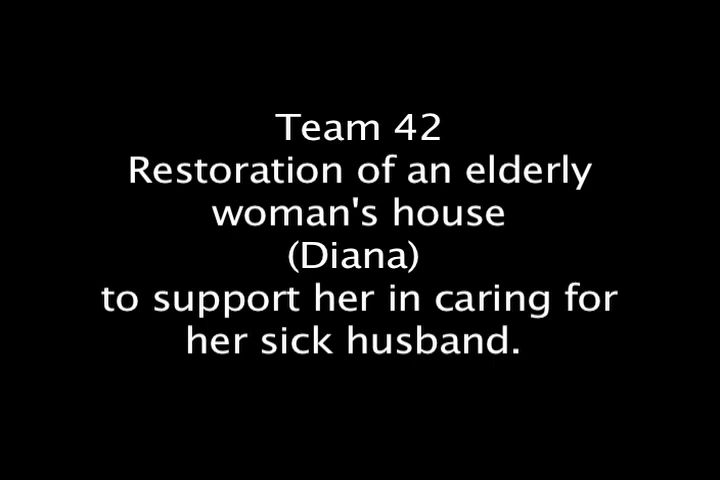 Team 42
Restoration of an elderly
woman's house
(Diana)
to support her in caring for
her sick husband.